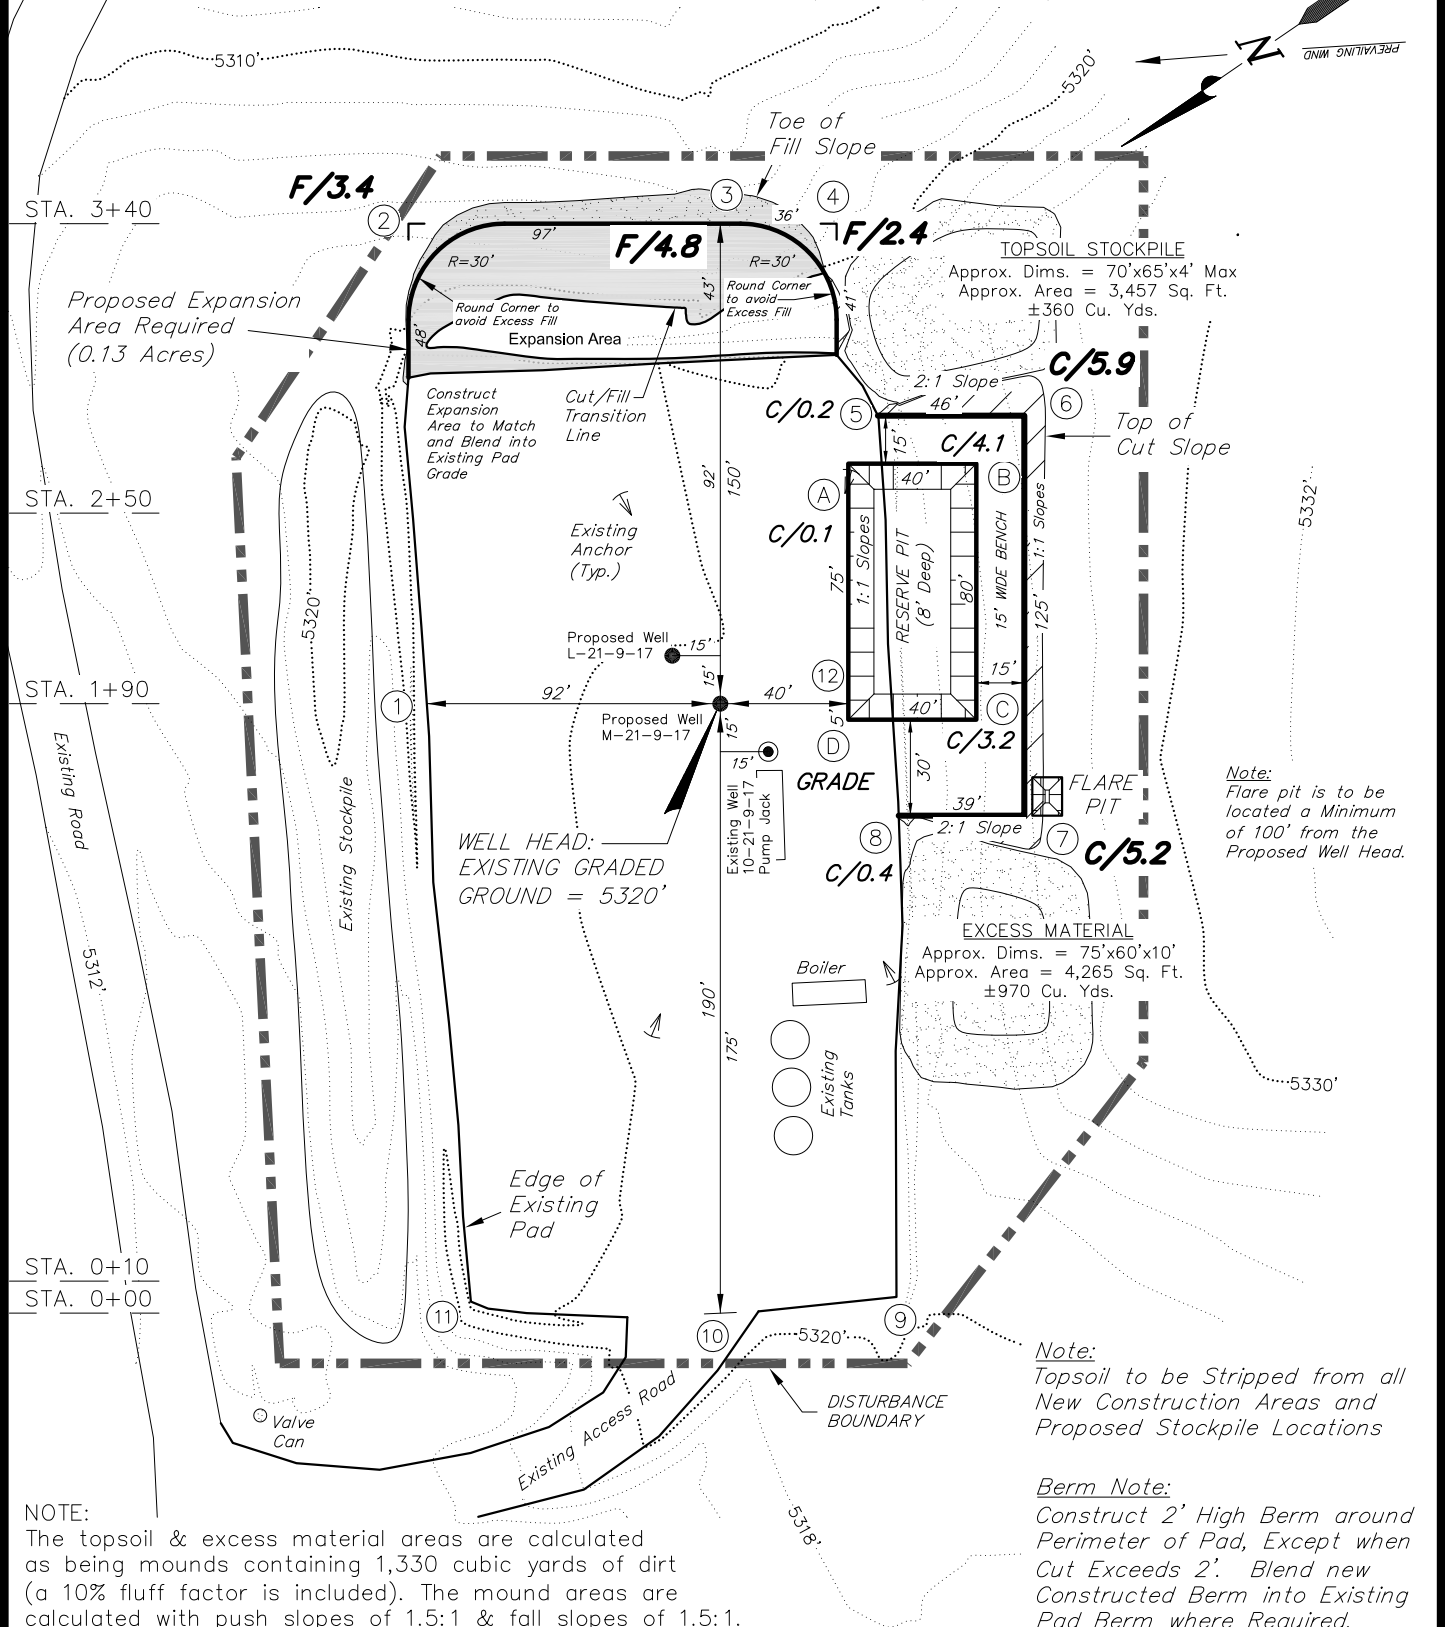 5310'
5320'
N
PREVAILING WIND
Toe of
Fill Slope
F/3.4
STA. 3+40
2
3
4
36'
97'
F/4.8
F/2.4
R=30'
R=30'
TOPSOIL STOCKPILE
Approx. Dims. = 70'x65'x4' Max
Approx. Area = 3,457 Sq. Ft.
±360 Cu. Yds.
Proposed Expansion
Area Required
(0.13 Acres)
Round Corner to
avoid Excess Fill
43'
Round Corner
to avoid
Excess Fill
41'
48'
Expansion Area
C/5.9
2:1 Slope
Construct
Expansion
Area to Match
and Blend into
Existing Pad
Grade
Cut/Fill
Transition
Line
C/0.2
5
46'
6
Top of
Cut Slope
15'
C/4.1
92'
150'
40'
A
B
STA. 2+50
Existing
Anchor
(Typ.)
C/0.1
75'
1:1 Slopes
RESERVE PIT
(8' Deep)
80'
15' WIDE BENCH
1:1 Slopes
125'
5332'
5320'
Proposed Well
L-21-9-17
15'
15'
12
STA. 1+90
1
92'
40'
15'
Proposed Well
M-21-9-17
15'
5'
40'
C
D
C/3.2
15'
30'
GRADE
Existing Road
Existing Stockpile
Existing Well
10-21-9-17
Pump Jack
FLARE
PIT
Note:
Flare pit is to be
located a Minimum
of 100' from the
Proposed Well Head.
39'
2:1 Slope
WELL HEAD:
EXISTING GRADED
GROUND = 5320'
8
7
C/5.2
C/0.4
EXCESS MATERIAL
Approx. Dims. = 75'x60'x10'
Approx. Area = 4,265 Sq. Ft.
±970 Cu. Yds.
5312'
Boiler
190'
175'
Existing
Tanks
5330'
Edge of
Existing
Pad
STA. 0+10
STA. 0+00
11
10
9
5320'
Note:
Topsoil to be Stripped from all
New Construction Areas and
Proposed Stockpile Locations
DISTURBANCE
BOUNDARY
Valve
Can
Existing Access Road
5318'
Berm Note:
Construct 2' High Berm around
Perimeter of Pad, Except when
Cut Exceeds 2'. Blend new
Constructed Berm into Existing
Pad Berm where Required.
NOTE:
The topsoil & excess material areas are calculated
as being mounds containing 1,330 cubic yards of dirt
(a 10% fluff factor is included). The mound areas are
calculated with push slopes of 1.5:1 & fall slopes of 1.5:1.